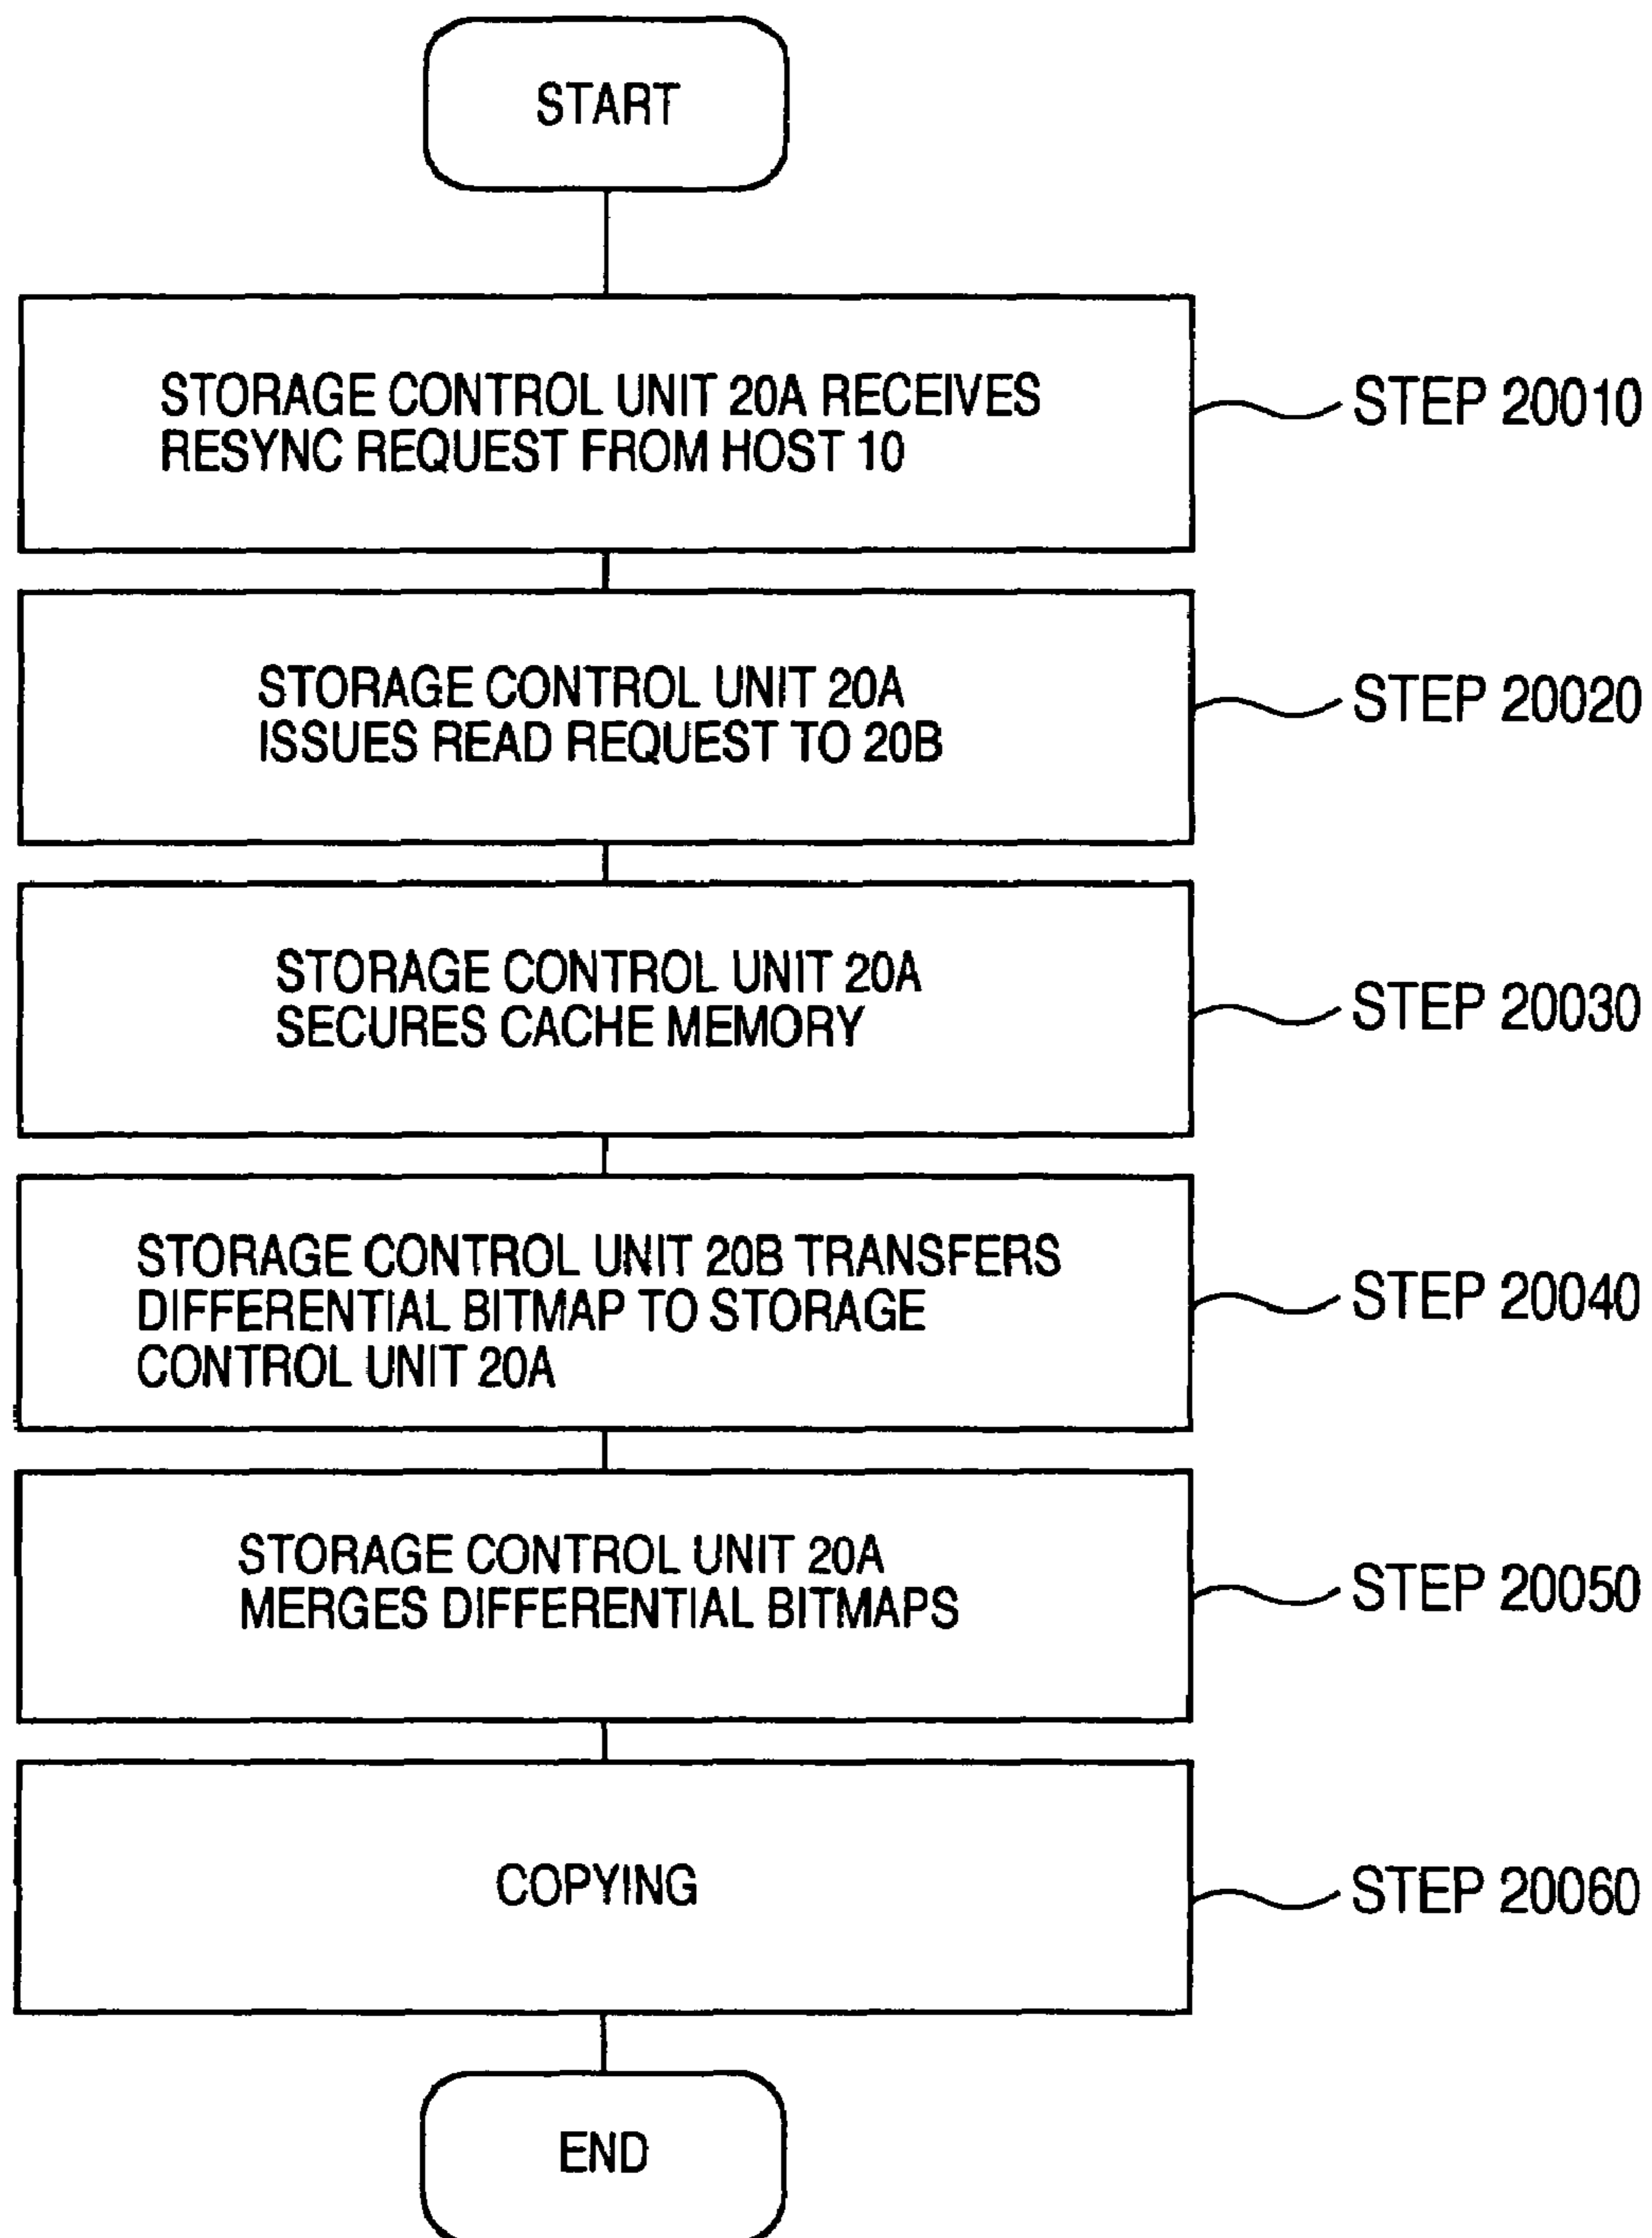 START
STORAGE CONTROL UNIT 20A RECEIVES
RESYNC REQUEST FROM HOST 10
STEP 20010
STORAGE CONTROL UNIT 20A
ISSUES READ REQUEST TO 20B
STEP 20020
STORAGE CONTROL UNIT 20A
SECURES CACHE MEMORY
STEP 20030
STORAGE CONTROL UNIT 20B TRANSFERS
DIFFERENTIAL BITMAP TO STORAGE
CONTROL UNIT 20A
STEP 20040
STORAGE CONTROL UNIT 20A
MERGES DIFFERENTIAL BITMAPS
STEP 20050
COPYING
STEP 20060
END